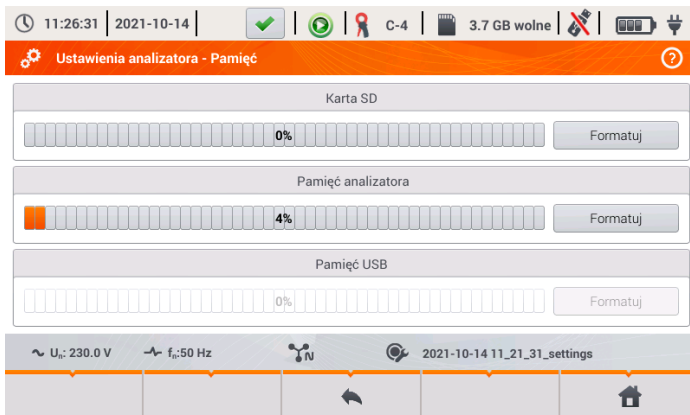 11:26:31 2021-10-14 C-4 3.7 GB wolne
Ustawienia analizatora - Pamięć ?
Karta SD
0% Formatuj
Pamięć analizatora
4% Formatuj
Pamięć USB
0% Formatuj
Uₙ: 230.0 V fₙ:50 Hz N 2021-10-14 11_21_31_settings